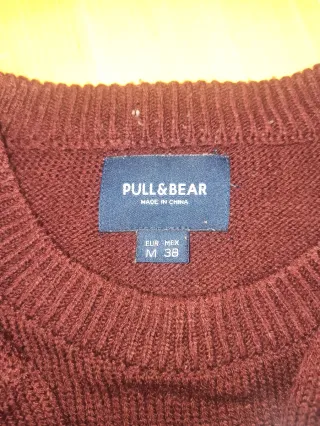 PULL&BEAR
MADE IN CHINA
EUR MEX
M 38